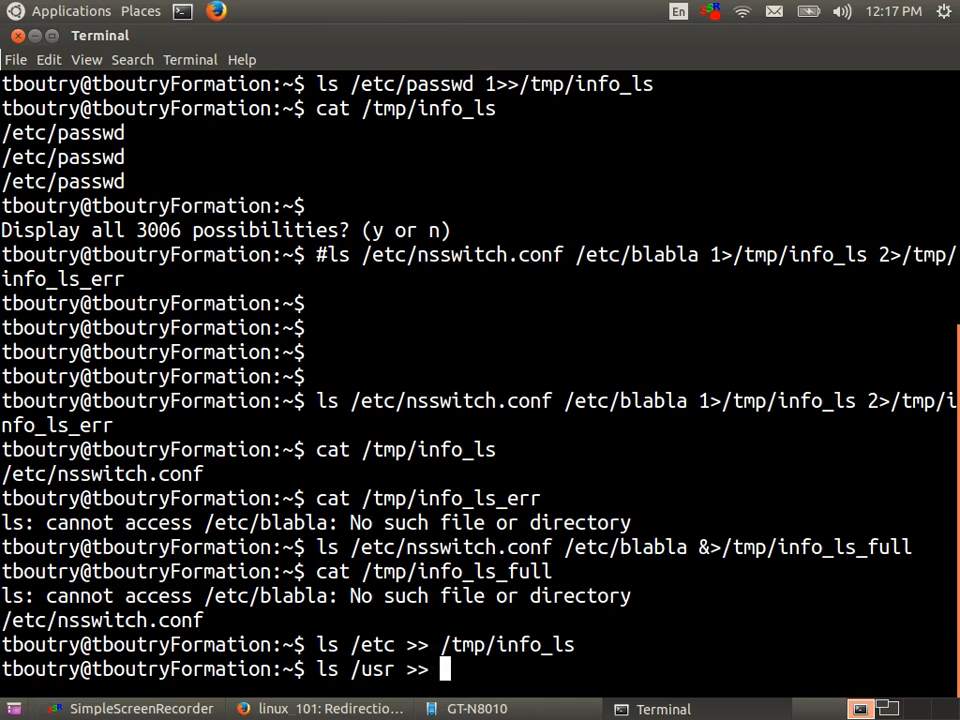 Applications Places En SSR 12:17 PM
Terminal
File Edit View Search Terminal Help
tboutry@tboutryFormation:~$ ls /etc/passwd 1>>/tmp/info_ls
tboutry@tboutryFormation:~$ cat /tmp/info_ls
/etc/passwd
/etc/passwd
/etc/passwd
tboutry@tboutryFormation:~$
Display all 3006 possibilities? (y or n)
tboutry@tboutryFormation:~$ #ls /etc/nsswitch.conf /etc/blabla 1>/tmp/info_ls 2>/tmp/
info_ls_err
tboutry@tboutryFormation:~$
tboutry@tboutryFormation:~$
tboutry@tboutryFormation:~$
tboutry@tboutryFormation:~$
tboutry@tboutryFormation:~$ ls /etc/nsswitch.conf /etc/blabla 1>/tmp/info_ls 2>/tmp/i
nfo_ls_err
tboutry@tboutryFormation:~$ cat /tmp/info_ls
/etc/nsswitch.conf
tboutry@tboutryFormation:~$ cat /tmp/info_ls_err
ls: cannot access /etc/blabla: No such file or directory
tboutry@tboutryFormation:~$ ls /etc/nsswitch.conf /etc/blabla &>/tmp/info_ls_full
tboutry@tboutryFormation:~$ cat /tmp/info_ls_full
ls: cannot access /etc/blabla: No such file or directory
/etc/nsswitch.conf
tboutry@tboutryFormation:~$ ls /etc >> /tmp/info_ls
tboutry@tboutryFormation:~$ ls /usr >>
SimpleScreenRecorder linux_101: Redirectio... GT-N8010 Terminal